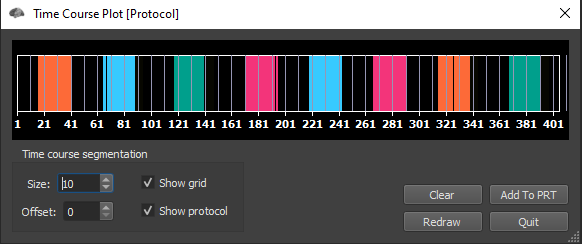 Time Course Plot [Protocol]
1 21 41 61 81 101 121 141 161 181 201 221 241 261 281 301 321 341 361 381 401
Time course segmentation
Size: 10 Show grid
Offset: 0 Show protocol
Clear Add To PRT
Redraw Quit